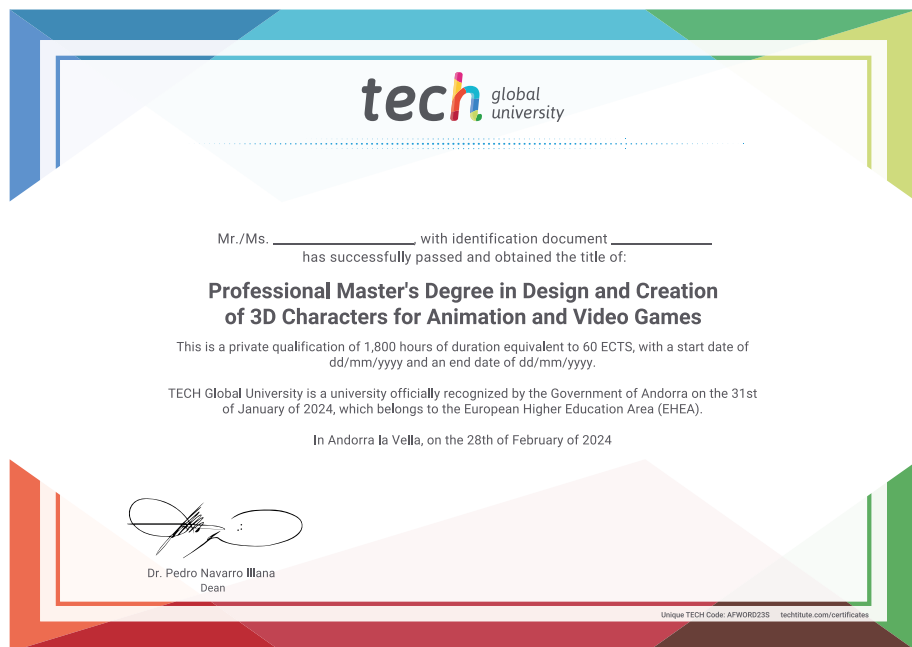 tech global university
Mr./Ms. ____________, with identification document ____________
has successfully passed and obtained the title of:
Professional Master's Degree in Design and Creation
of 3D Characters for Animation and Video Games
This is a private qualification of 1,800 hours of duration equivalent to 60 ECTS, with a start date of
dd/mm/yyyy and an end date of dd/mm/yyyy.
TECH Global University is a university officially recognized by the Government of Andorra on the 31st
of January of 2024, which belongs to the European Higher Education Area (EHEA).
In Andorra la Vella, on the 28th of February of 2024
Dr. Pedro Navarro Illana
Dean
Unique TECH Code: AFWORD23S techtitute.com/certificates